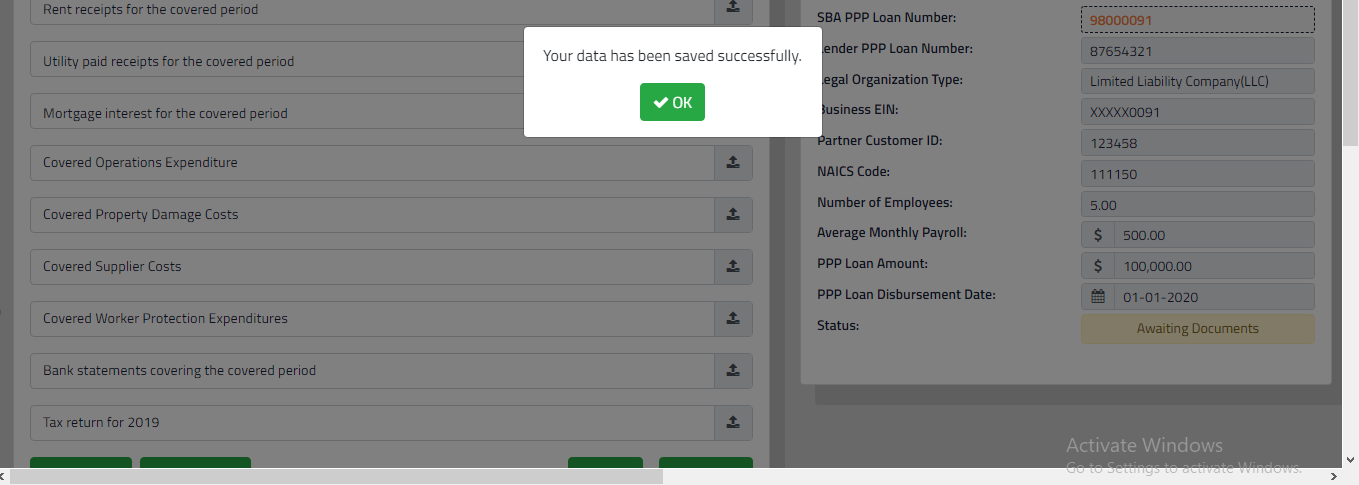 Rent receipts for the covered period
Utility paid receipts for the covered period
Mortgage interest for the covered period
Covered Operations Expenditure
Covered Property Damage Costs
Covered Supplier Costs
Covered Worker Protection Expenditures
Bank statements covering the covered period
Tax return for 2019
Your data has been saved successfully.
OK
SBA PPP Loan Number: 98000091
Lender PPP Loan Number: 87654321
Legal Organization Type: Limited Liability Company(LLC)
Business EIN: XXXXX0091
Partner Customer ID: 123458
NAICS Code: 111150
Number of Employees: 5.00
Average Monthly Payroll: $ 500.00
PPP Loan Amount: $ 100,000.00
PPP Loan Disbursement Date: 01-01-2020
Status: Awaiting Documents
Activate Windows
Go to Settings to activate Windows.